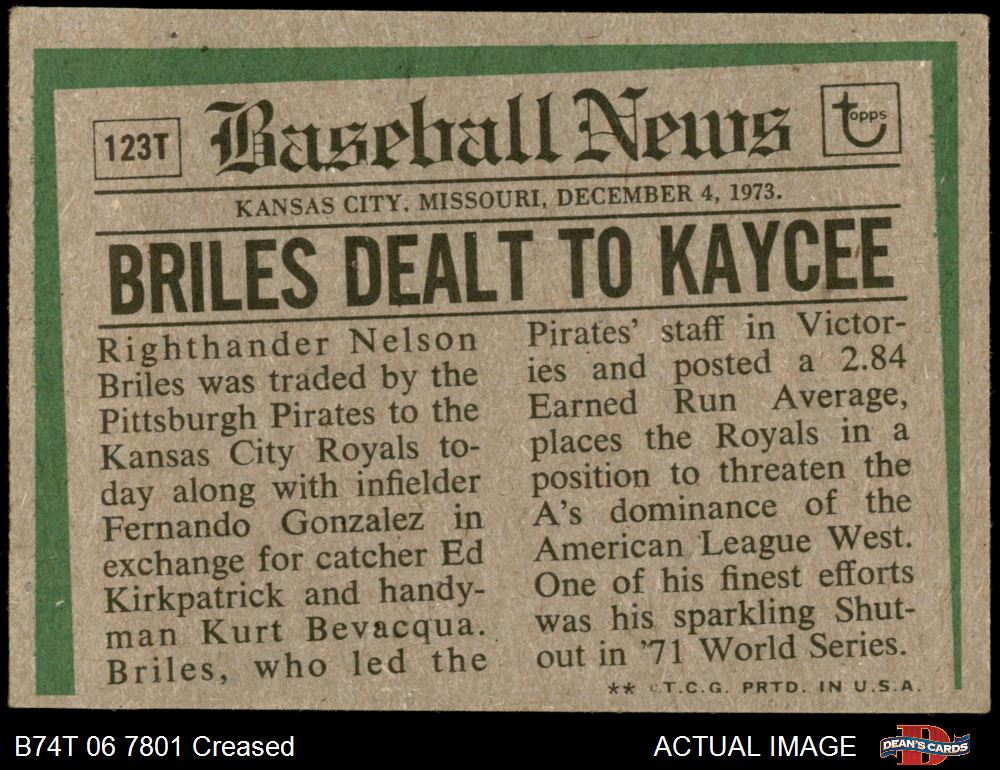 123T
Baseball News
topps
KANSAS CITY, MISSOURI, DECEMBER 4, 1973.
BRILES DEALT TO KAYCEE
Righthander Nelson
Briles was traded by the
Pittsburgh Pirates to the
Kansas City Royals to-
day along with infielder
Fernando Gonzalez in
exchange for catcher Ed
Kirkpatrick and handy-
man Kurt Bevacqua.
Briles, who led the
Pirates' staff in Victor-
ies and posted a 2.84
Earned Run Average,
places the Royals in a
position to threaten the
A's dominance of the
American League West.
One of his finest efforts
was his sparkling Shut-
out in '71 World Series.
** ©T.C.G. PRTD. IN U.S.A.
B74T 06 7801 Creased
ACTUAL IMAGE
DEAN'S CARDS